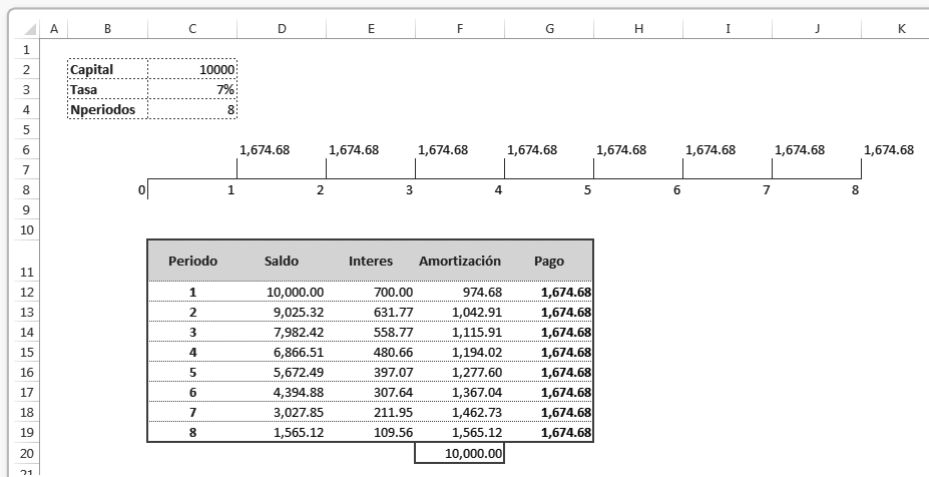 A B C D E F G H I J K
1
2 Capital 10000
3 Tasa 7%
4 Nperiodos 8
5
6 1,674.68 1,674.68 1,674.68 1,674.68 1,674.68 1,674.68 1,674.68 1,674.68
7
8 0 1 2 3 4 5 6 7 8
9
10
11 Periodo Saldo Interes Amortización Pago
12 1 10,000.00 700.00 974.68 1,674.68
13 2 9,025.32 631.77 1,042.91 1,674.68
14 3 7,982.42 558.77 1,115.91 1,674.68
15 4 6,866.51 480.66 1,194.02 1,674.68
16 5 5,672.49 397.07 1,277.60 1,674.68
17 6 4,394.88 307.64 1,367.04 1,674.68
18 7 3,027.85 211.95 1,462.73 1,674.68
19 8 1,565.12 109.56 1,565.12 1,674.68
20 10,000.00
21